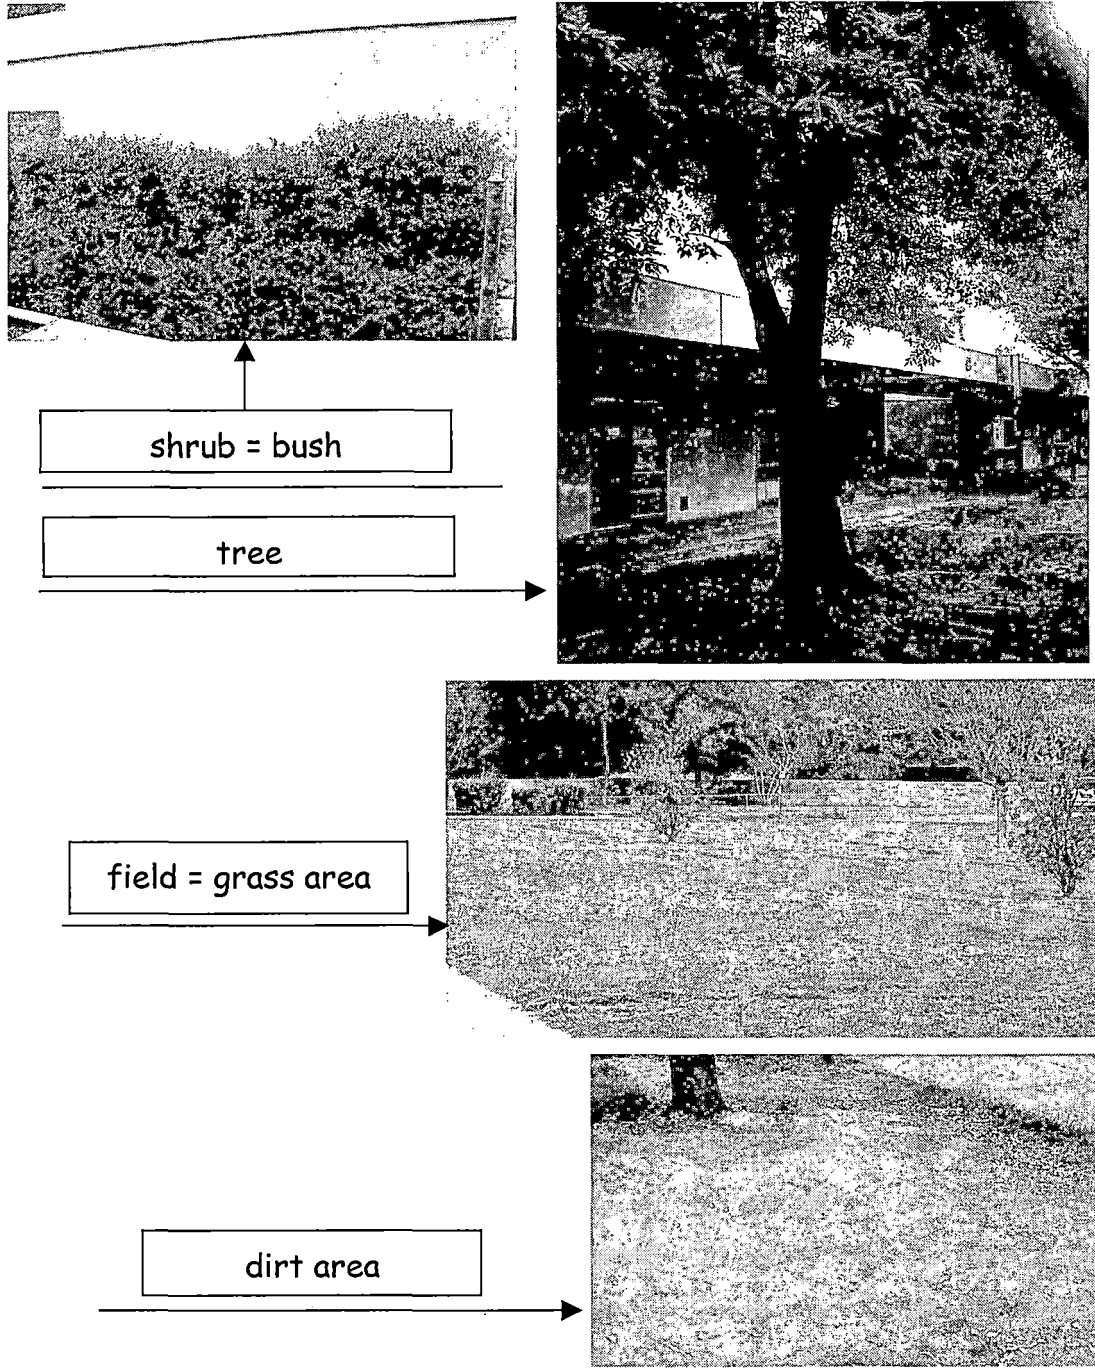 shrub = bush
tree
field = grass area
dirt area